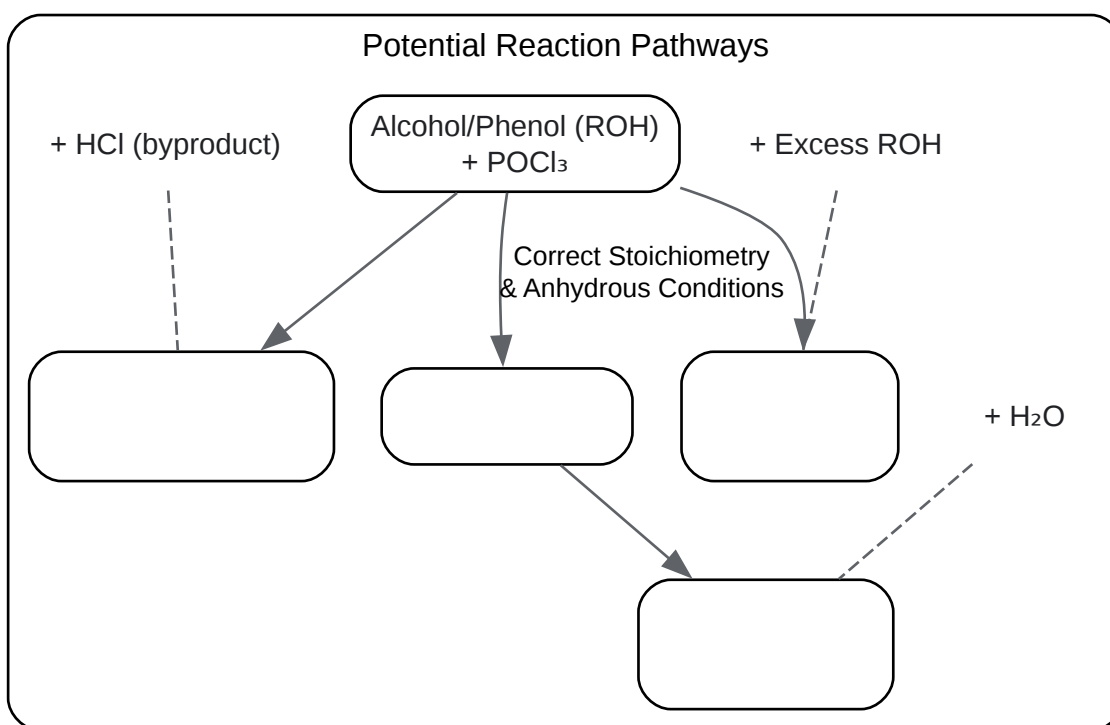 Potential Reaction Pathways
+ HCl (byproduct)
Alcohol/Phenol (ROH)
+ POCl₃
+ Excess ROH
Correct Stoichiometry
& Anhydrous Conditions
+ H₂O